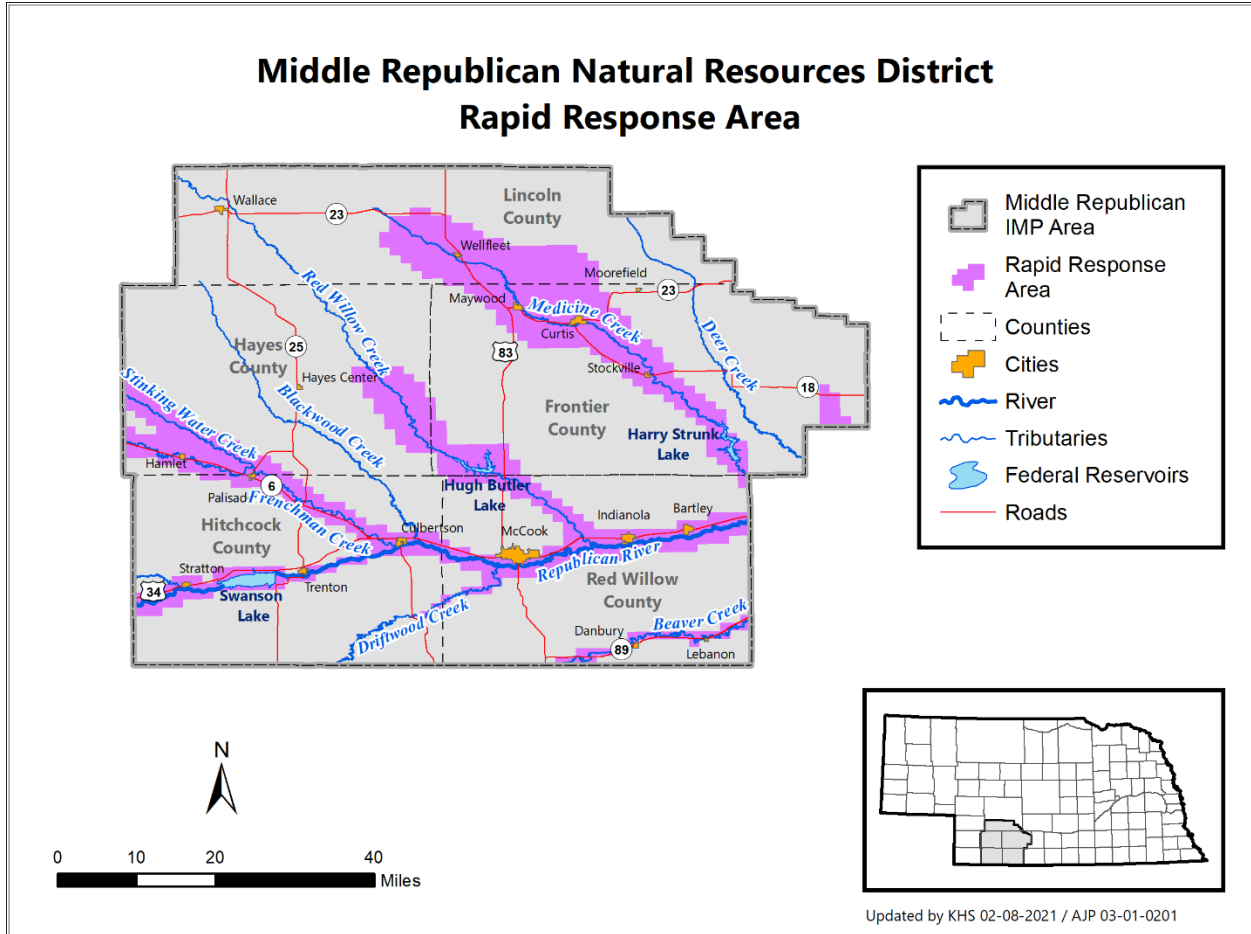 Middle Republican Natural Resources District
Rapid Response Area
Lincoln
County
Wallace
23
Wellfleet
Moorefield
23
Red Willow Creek
Maywood
Medicine Creek
Curtis
Deer Creek
Hayes
County
25
83
Hayes Center
Stockville
18
Stinking Water Creek
Blackwood Creek
Frontier
County
Harry Strunk
Lake
Hamlet
6
Palisad
Frenchman Creek
Hugh Butler
Lake
Hitchcock
County
Culbertson
McCook
Indianola
Bartley
Republican River
Stratton
34
Trenton
Swanson
Lake
Red Willow
County
Driftwood Creek
Danbury
Beaver Creek
89
Lebanon
Middle Republican
IMP Area
Rapid Response
Area
Counties
Cities
River
Tributaries
Federal Reservoirs
Roads
N
0
10
20
40
Miles
Updated by KHS 02-08-2021 / AJP 03-01-0201